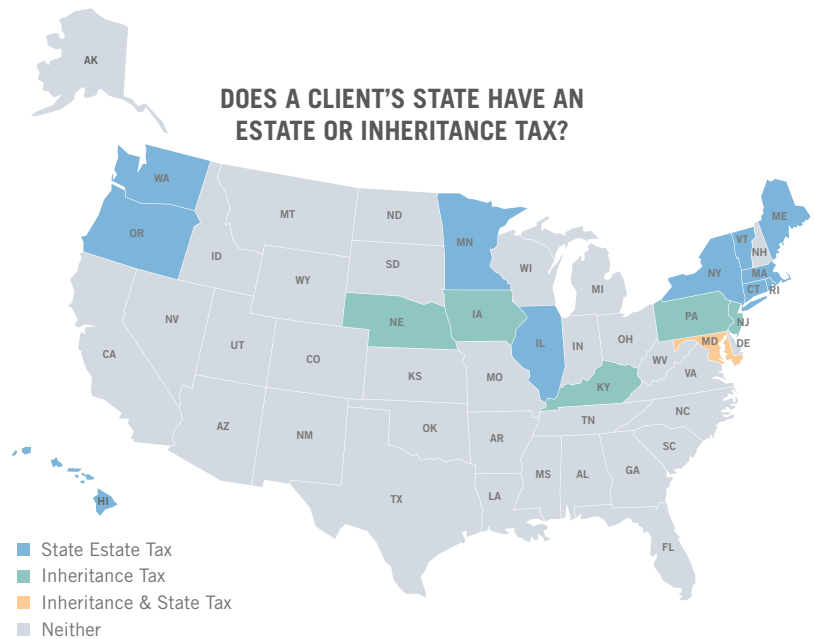 AK
DOES A CLIENT'S STATE HAVE AN
ESTATE OR INHERITANCE TAX?
WA
OR
ID
MT
ND
MN
SD
WY
WI
MI
ME
VT
NH
NY
MA
CT
RI
NE
IA
PA
NJ
NV
UT
CO
CA
IL
IN
OH
MD
DE
WV
VA
KS
MO
KY
AZ
NM
OK
AR
TN
NC
SC
MS
AL
GA
TX
LA
FL
HI
State Estate Tax
Inheritance Tax
Inheritance & State Tax
Neither